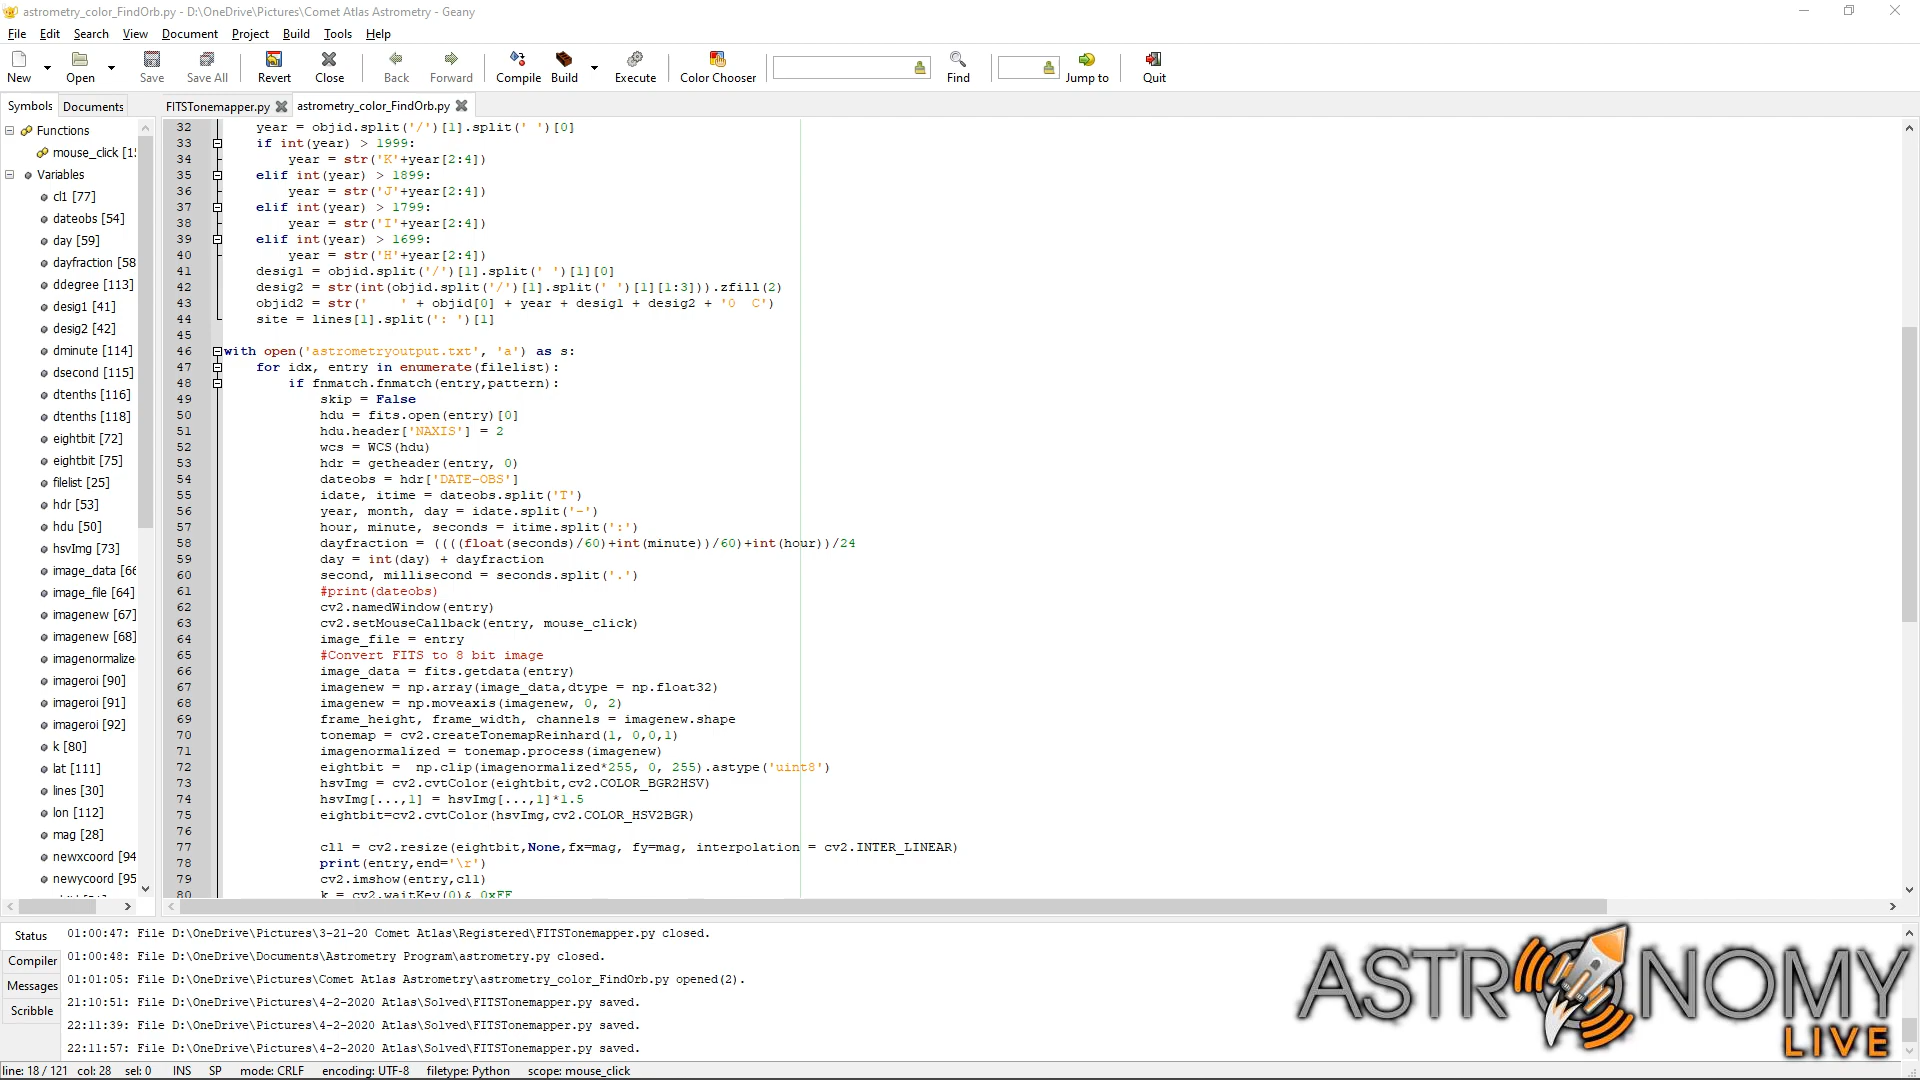 astrometry_color_FindOrb.py - D:\OneDrive\Pictures\Comet Atlas Astrometry - Geany
File Edit Search View Document Project Build Tools Help
New Open Save Save All Revert Close Back Forward Compile Build Execute Color Chooser Find Jump to Quit
Symbols Documents FITSTonemapper.py astrometry_color_FindOrb.py
Functions
mouse_click [15
Variables
cl1 [77]
dateobs [54]
day [59]
dayfraction [58
ddegree [113]
desig1 [41]
desig2 [42]
dminute [114]
dsecond [115]
dtenths [116]
dtenths [118]
eightbit [72]
eightbit [75]
filelist [25]
hdr [53]
hdu [50]
hsvImg [73]
image_data [66
image_file [64]
imagenew [67]
imagenew [68]
imagenormalize
imageroi [90]
imageroi [91]
imageroi [92]
k [80]
lat [111]
lines [30]
lon [112]
mag [28]
newxcoord [94
newycoord [95
32 year = objid.split('/')[1].split(' ')[0]
33 if int(year) > 1999:
34 year = str('K'+year[2:4])
35 elif int(year) > 1899:
36 year = str('J'+year[2:4])
37 elif int(year) > 1799:
38 year = str('I'+year[2:4])
39 elif int(year) > 1699:
40 year = str('H'+year[2:4])
41 desig1 = objid.split('/')[1].split(' ')[1][0]
42 desig2 = str(int(objid.split('/')[1].split(' ')[1][1:3])).zfill(2)
43 objid2 = str('    ' + objid[0] + year + desig1 + desig2 + '0  C')
44 site = lines[1].split(': ')[1]
45
46 with open('astrometryoutput.txt', 'a') as s:
47 for idx, entry in enumerate(filelist):
48 if fnmatch.fnmatch(entry,pattern):
49 skip = False
50 hdu = fits.open(entry)[0]
51 hdu.header['NAXIS'] = 2
52 wcs = WCS(hdu)
53 hdr = getheader(entry, 0)
54 dateobs = hdr['DATE-OBS']
55 idate, itime = dateobs.split('T')
56 year, month, day = idate.split('-')
57 hour, minute, seconds = itime.split(':')
58 dayfraction = ((((float(seconds)/60)+int(minute))/60)+int(hour))/24
59 day = int(day) + dayfraction
60 second, millisecond = seconds.split('.')
61 #print(dateobs)
62 cv2.namedWindow(entry)
63 cv2.setMouseCallback(entry, mouse_click)
64 image_file = entry
65 #Convert FITS to 8 bit image
66 image_data = fits.getdata(entry)
67 imagenew = np.array(image_data,dtype = np.float32)
68 imagenew = np.moveaxis(imagenew, 0, 2)
69 frame_height, frame_width, channels = imagenew.shape
70 tonemap = cv2.createTonemapReinhard(1, 0,0,1)
71 imagenormalized = tonemap.process(imagenew)
72 eightbit =  np.clip(imagenormalized*255, 0, 255).astype('uint8')
73 hsvImg = cv2.cvtColor(eightbit,cv2.COLOR_BGR2HSV)
74 hsvImg[...,1] = hsvImg[...,1]*1.5
75 eightbit=cv2.cvtColor(hsvImg,cv2.COLOR_HSV2BGR)
76
77 cl1 = cv2.resize(eightbit,None,fx=mag, fy=mag, interpolation = cv2.INTER_LINEAR)
78 print(entry,end='\r')
79 cv2.imshow(entry,cl1)
80 k = cv2.waitKey(0)& 0xFF
Status
Compiler
Messages
Scribble
01:00:47: File D:\OneDrive\Pictures\3-21-20 Comet Atlas\Registered\FITSTonemapper.py closed.
01:00:48: File D:\OneDrive\Documents\Astrometry Program\astrometry.py closed.
01:01:05: File D:\OneDrive\Pictures\Comet Atlas Astrometry\astrometry_color_FindOrb.py opened(2).
21:10:51: File D:\OneDrive\Pictures\4-2-2020 Atlas\Solved\FITSTonemapper.py saved.
22:11:39: File D:\OneDrive\Pictures\4-2-2020 Atlas\Solved\FITSTonemapper.py saved.
22:11:57: File D:\OneDrive\Pictures\4-2-2020 Atlas\Solved\FITSTonemapper.py saved.
ASTRONOMY
LIVE
line: 18 / 121 col: 28 sel: 0 INS SP mode: CRLF encoding: UTF-8 filetype: Python scope: mouse_click